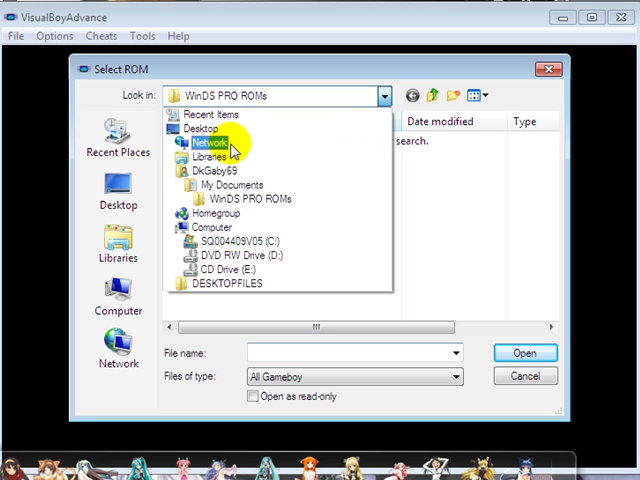 VisualBoyAdvance
File Options Cheats Tools Help
Select ROM
Look in: WinDS PRO ROMs
Recent Items
Desktop
Network
Libraries
DkGaby69
My Documents
WinDS PRO ROMs
Homegroup
Computer
SQ004409V05 (C:)
DVD RW Drive (D:)
CD Drive (E:)
DESKTOPFILES
Date modified Type
search.
Recent Places
Desktop
Libraries
Computer
Network
File name:
Open
Files of type: All Gameboy
Cancel
Open as read-only